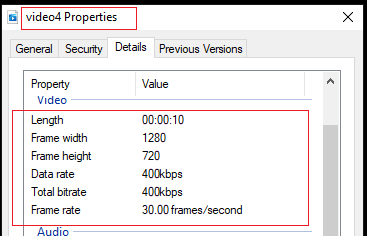 video4 Properties
General Security Details Previous Versions
Property Value
Video
Length 00:00:10
Frame width 1280
Frame height 720
Data rate 400kbps
Total bitrate 400kbps
Frame rate 30.00 frames/second
Audio